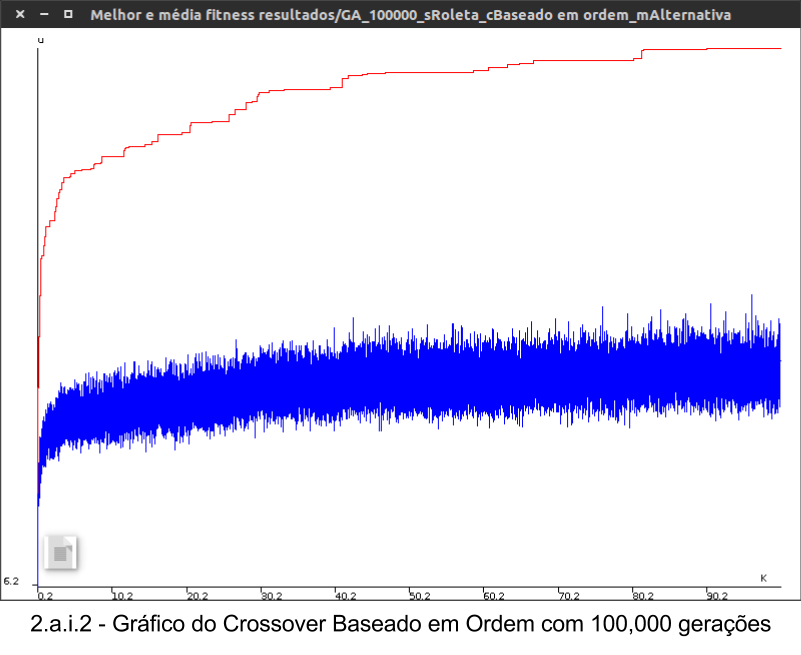 Melhor e média fitness resultados/GA_100000_sRoleta_cBaseado em ordem_mAlternativa
u
6.2
K
0.2 10.2 20.2 30.2 40.2 50.2 60.2 70.2 80.2 90.2
2.a.i.2 - Gráfico do Crossover Baseado em Ordem com 100,000 gerações